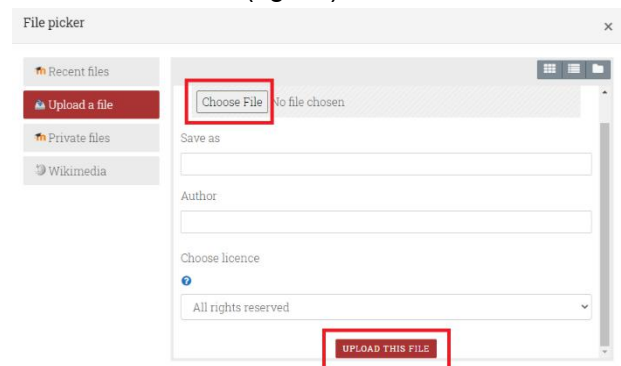 File picker
Recent files
Upload a file
Private files
Wikimedia
Choose File No file chosen
Save as
Author
Choose licence
All rights reserved
UPLOAD THIS FILE